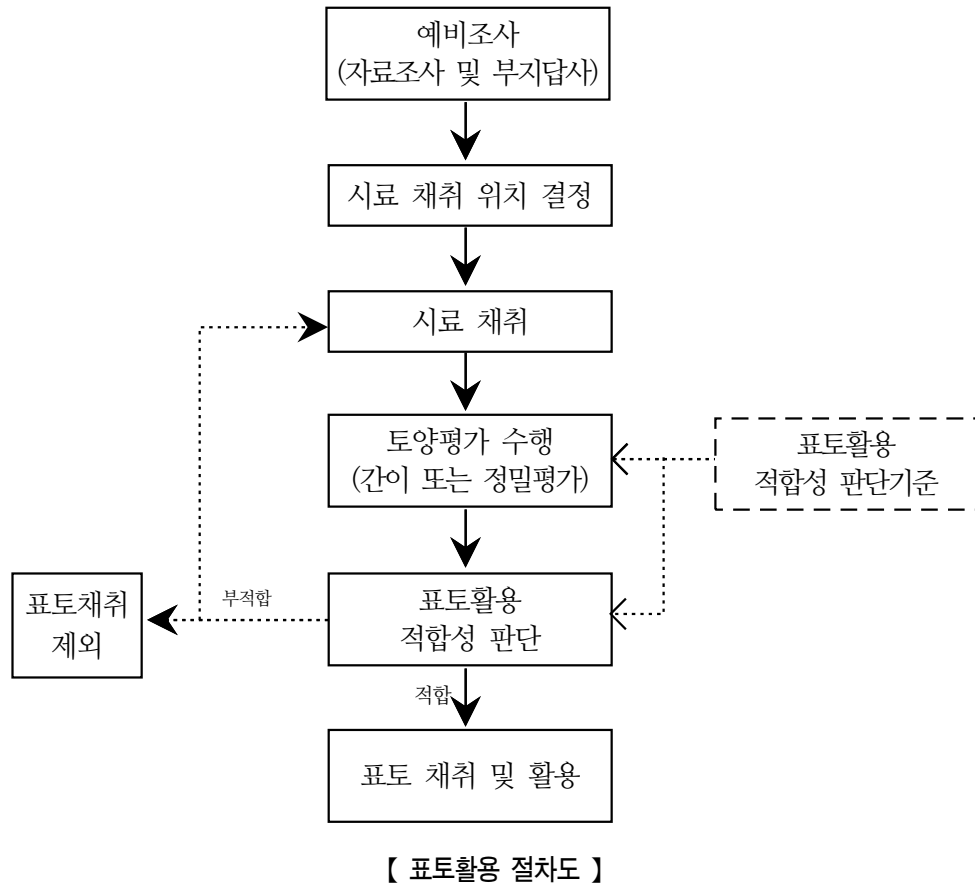 예비조사
(자료조사 및 부지답사)
시료 채취 위치 결정
시료 채취
토양평가 수행
(간이 또는 정밀평가)
표토활용
적합성 판단기준
표토채취
제외
부적합
표토활용
적합성 판단
적합
표토 채취 및 활용
【 표토활용 절차도 】